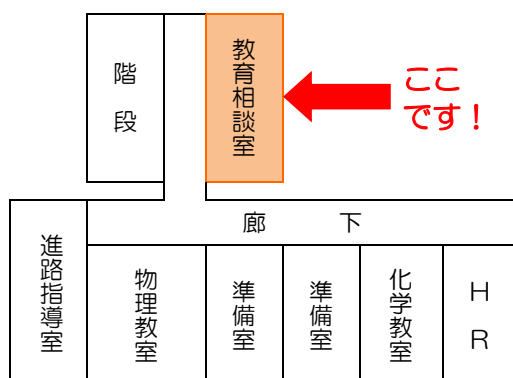 階段
教育相談室
ここ
です！
廊下
進路指導室
物理教室
準備室
準備室
化学教室
HR